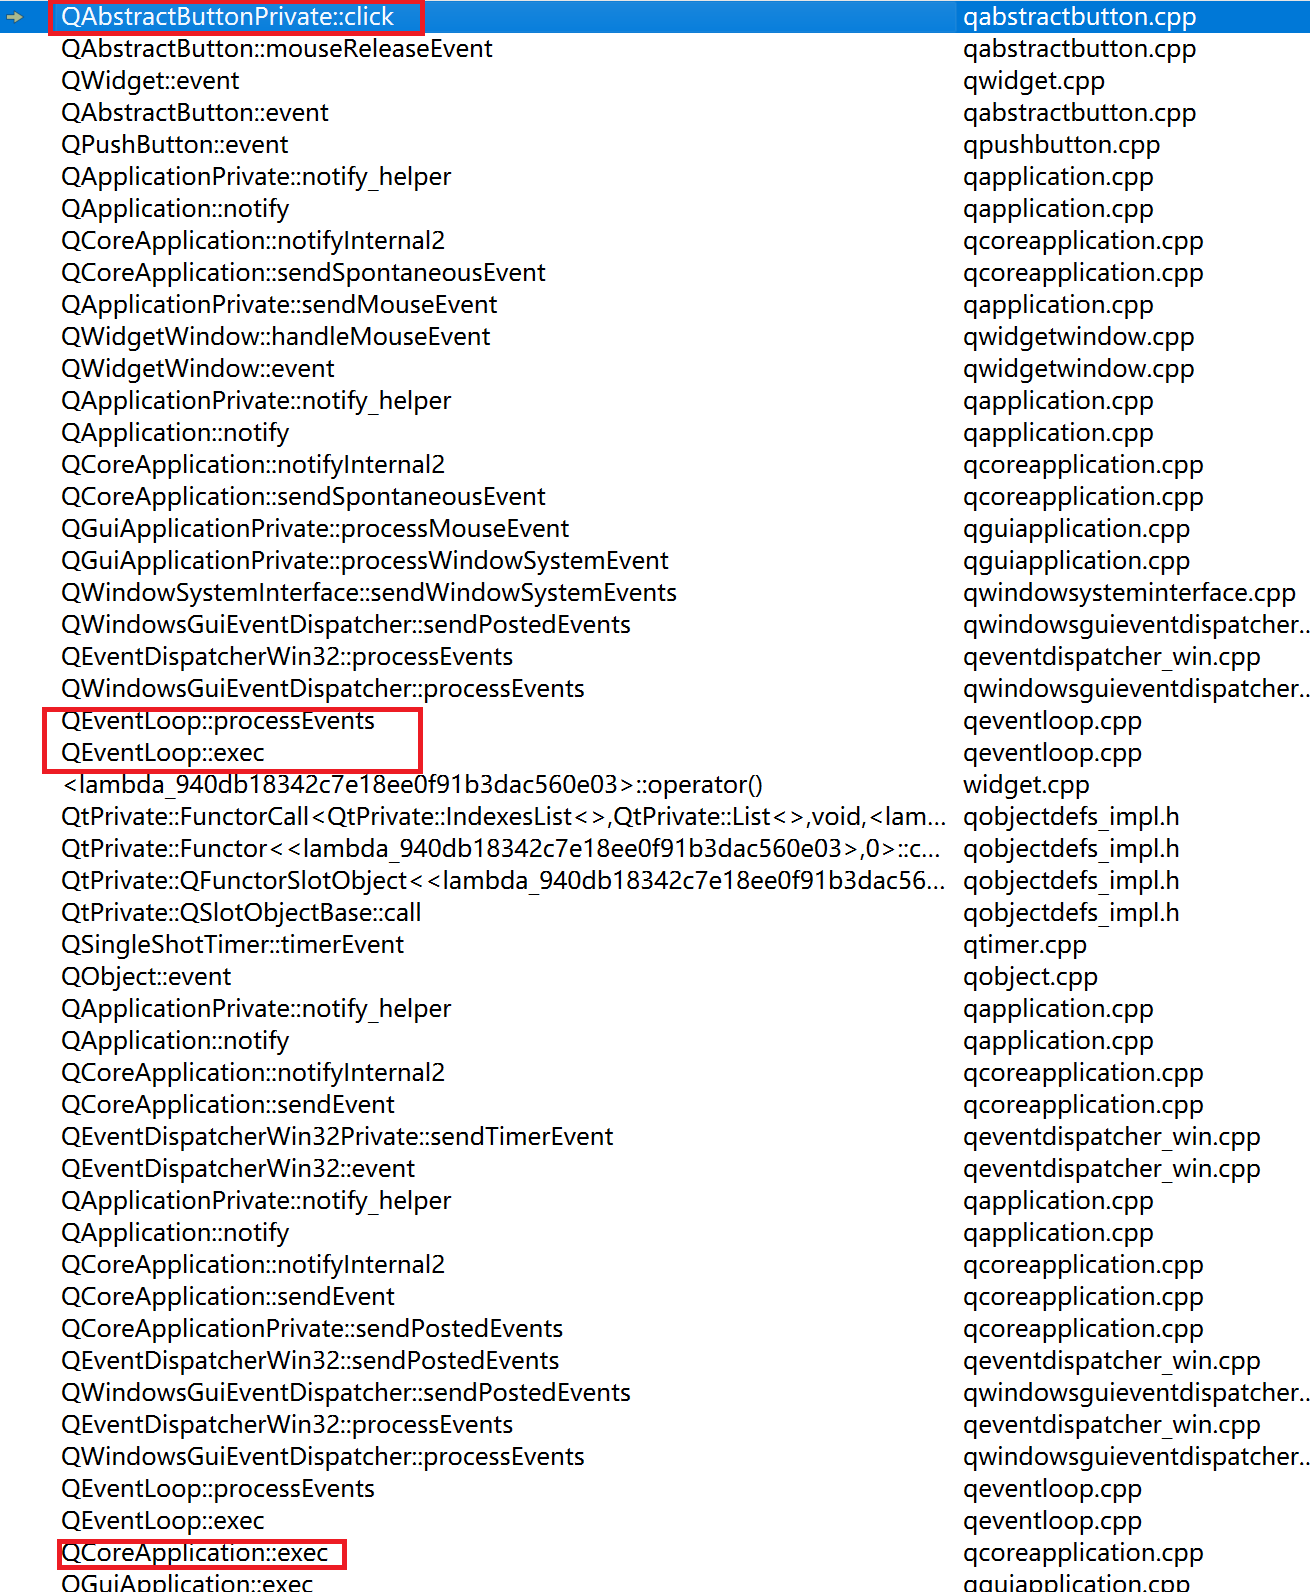 QAbstractButtonPrivate::click qabstractbutton.cpp
QAbstractButton::mouseReleaseEvent qabstractbutton.cpp
QWidget::event qwidget.cpp
QAbstractButton::event qabstractbutton.cpp
QPushButton::event qpushbutton.cpp
QApplicationPrivate::notify_helper qapplication.cpp
QApplication::notify qapplication.cpp
QCoreApplication::notifyInternal2 qcoreapplication.cpp
QCoreApplication::sendSpontaneousEvent qcoreapplication.cpp
QApplicationPrivate::sendMouseEvent qapplication.cpp
QWidgetWindow::handleMouseEvent qwidgetwindow.cpp
QWidgetWindow::event qwidgetwindow.cpp
QApplicationPrivate::notify_helper qapplication.cpp
QApplication::notify qapplication.cpp
QCoreApplication::notifyInternal2 qcoreapplication.cpp
QCoreApplication::sendSpontaneousEvent qcoreapplication.cpp
QGuiApplicationPrivate::processMouseEvent qguiapplication.cpp
QGuiApplicationPrivate::processWindowSystemEvent qguiapplication.cpp
QWindowSystemInterface::sendWindowSystemEvents qwindowsysteminterface.cpp
QWindowsGuiEventDispatcher::sendPostedEvents qwindowsguieventdispatcher...
QEventDispatcherWin32::processEvents qeventdispatcher_win.cpp
QWindowsGuiEventDispatcher::processEvents qwindowsguieventdispatcher...
QEventLoop::processEvents qeventloop.cpp
QEventLoop::exec qeventloop.cpp
<lambda_940db18342c7e18ee0f91b3dac560e03>::operator() widget.cpp
QtPrivate::FunctorCall<QtPrivate::IndexesList<>,QtPrivate::List<>,void,<lam... qobjectdefs_impl.h
QtPrivate::Functor<<lambda_940db18342c7e18ee0f91b3dac560e03>,0>::c... qobjectdefs_impl.h
QtPrivate::QFunctorSlotObject<<lambda_940db18342c7e18ee0f91b3dac56... qobjectdefs_impl.h
QtPrivate::QSlotObjectBase::call qobjectdefs_impl.h
QSingleShotTimer::timerEvent qtimer.cpp
QObject::event qobject.cpp
QApplicationPrivate::notify_helper qapplication.cpp
QApplication::notify qapplication.cpp
QCoreApplication::notifyInternal2 qcoreapplication.cpp
QCoreApplication::sendEvent qcoreapplication.cpp
QEventDispatcherWin32Private::sendTimerEvent qeventdispatcher_win.cpp
QEventDispatcherWin32::event qeventdispatcher_win.cpp
QApplicationPrivate::notify_helper qapplication.cpp
QApplication::notify qapplication.cpp
QCoreApplication::notifyInternal2 qcoreapplication.cpp
QCoreApplication::sendEvent qcoreapplication.cpp
QCoreApplicationPrivate::sendPostedEvents qcoreapplication.cpp
QEventDispatcherWin32::sendPostedEvents qeventdispatcher_win.cpp
QWindowsGuiEventDispatcher::sendPostedEvents qwindowsguieventdispatcher...
QEventDispatcherWin32::processEvents qeventdispatcher_win.cpp
QWindowsGuiEventDispatcher::processEvents qwindowsguieventdispatcher...
QEventLoop::processEvents qeventloop.cpp
QEventLoop::exec qeventloop.cpp
QCoreApplication::exec qcoreapplication.cpp
QGuiApplication::exec qguiapplication.cpp